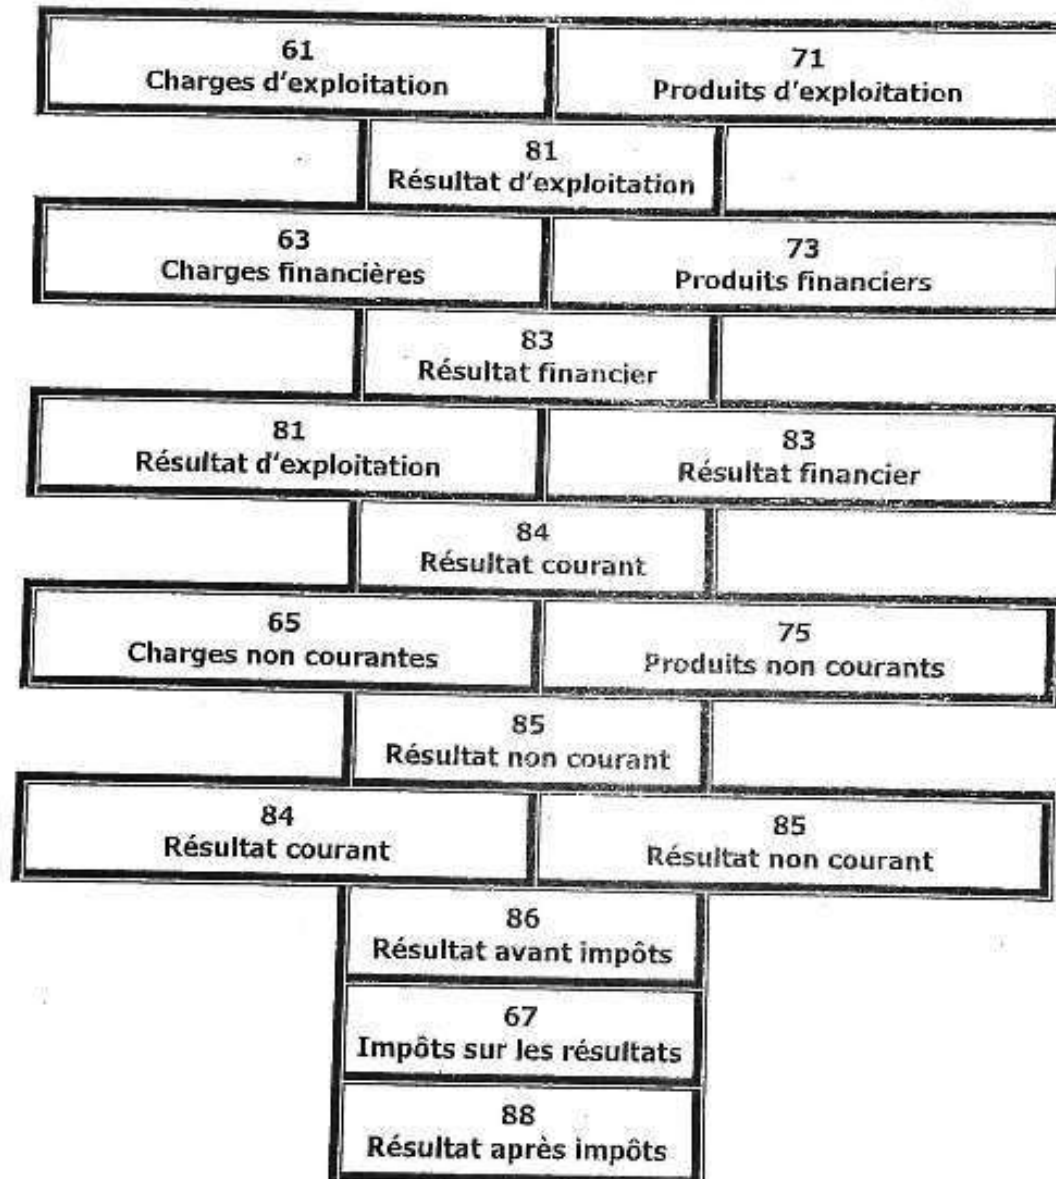 61
Charges d'exploitation
71
Produits d'exploitation
81
Résultat d'exploitation
63
Charges financières
73
Produits financiers
83
Résultat financier
81
Résultat d'exploitation
83
Résultat financier
84
Résultat courant
65
Charges non courantes
75
Produits non courants
85
Résultat non courant
84
Résultat courant
85
Résultat non courant
86
Résultat avant impôts
67
Impôts sur les résultats
88
Résultat après impôts